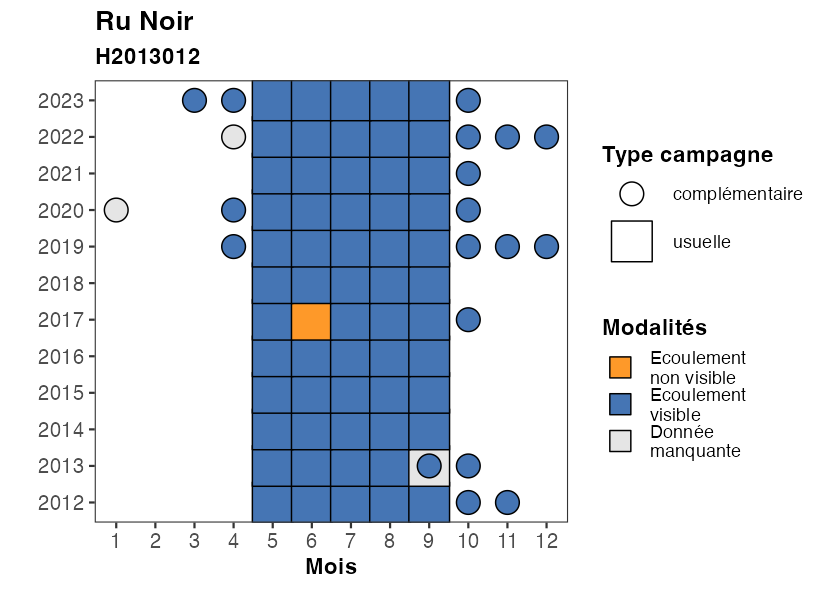 Ru Noir
H2013012
2023
2022
2021
2020
2019
2018
2017
2016
2015
2014
2013
2012
1 2 3 4 5 6 7 8 9 10 11 12
Mois
Type campagne
complémentaire
usuelle
Modalités
Ecoulement
non visible
Ecoulement
visible
Donnée
manquante